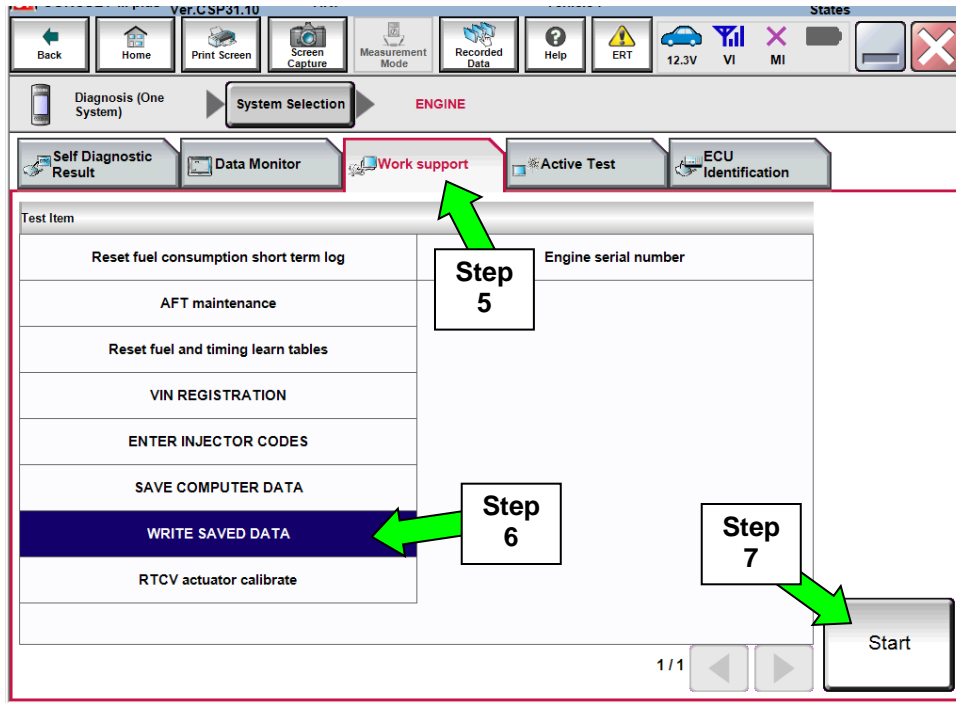 Ver.CSP31.10
States
Back
Home
Print Screen
Screen
Capture
Measurement
Mode
Recorded
Data
Help
ERT
12.3V
VI
MI
Diagnosis (One
System)
System Selection
ENGINE
Self Diagnostic
Result
Data Monitor
Work support
Active Test
ECU
Identification
Test Item
Reset fuel consumption short term log
Engine serial number
Step
5
AFT maintenance
Reset fuel and timing learn tables
VIN REGISTRATION
ENTER INJECTOR CODES
SAVE COMPUTER DATA
WRITE SAVED DATA
Step
6
Step
7
RTCV actuator calibrate
Start
1/1